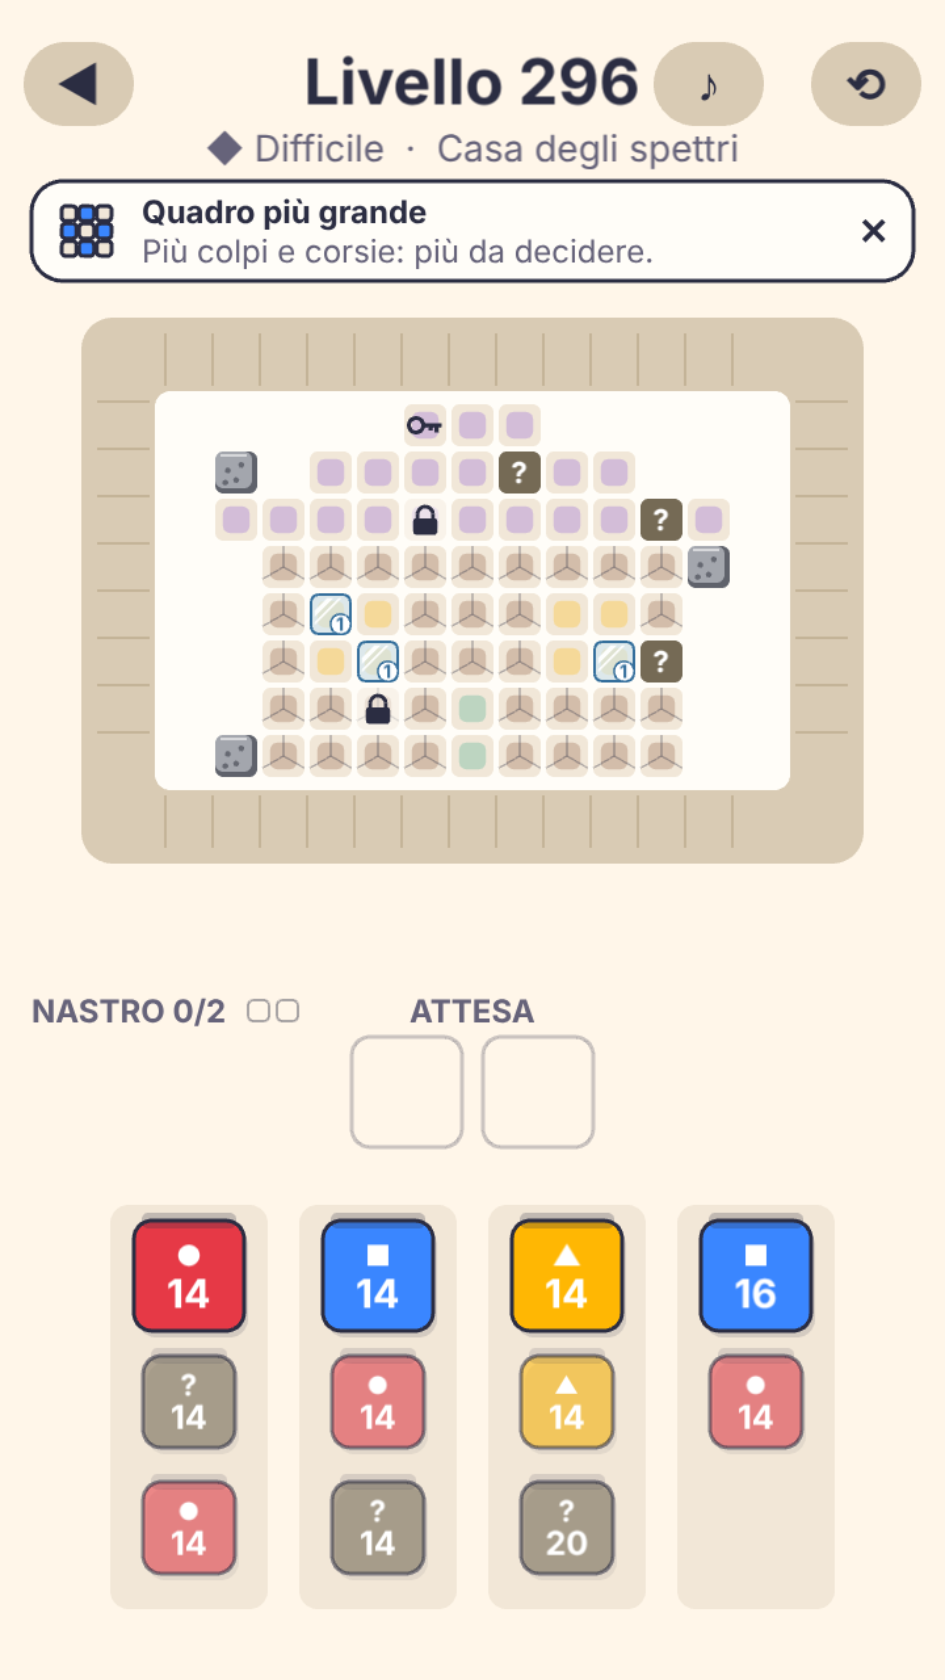 Livello 296
Difficile · Casa degli spettri
Quadro più grande
Più colpi e corsie: più da decidere.
?
?
1
1
1
?
NASTRO 0/2
ATTESA
14 14 14 16
? 14 14 14 14
14 ? 14 ? 20